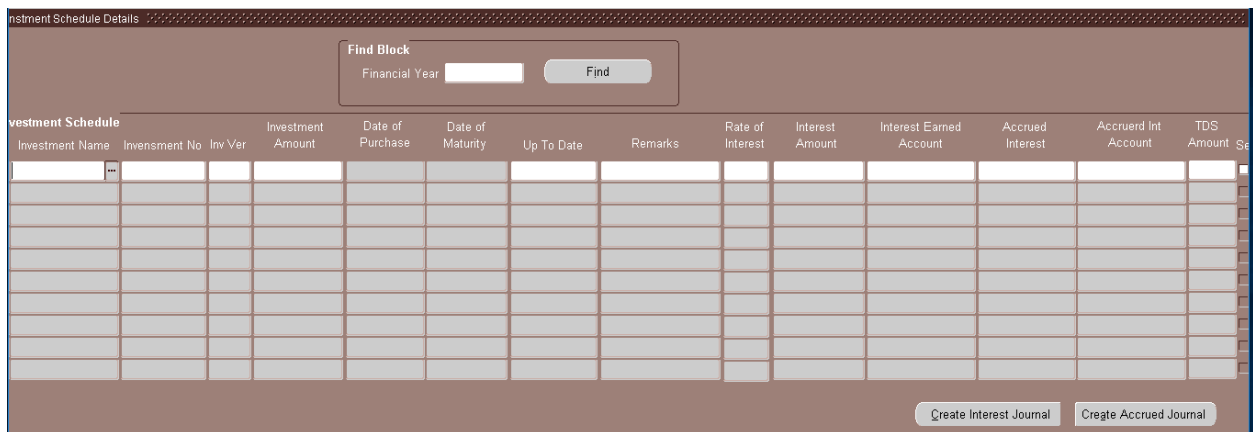 nstment Schedule Details
Find Block
Financial Year
Find
vestment Schedule
Investment Name
Invensment No
Inv Ver
Investment
Amount
Date of
Purchase
Date of
Maturity
Up To Date
Remarks
Rate of
Interest
Interest
Amount
Interest Earned
Account
Accrued
Interest
Accruerd Int
Account
TDS
Amount
Se
...
Create Interest Journal
Create Accrued Journal